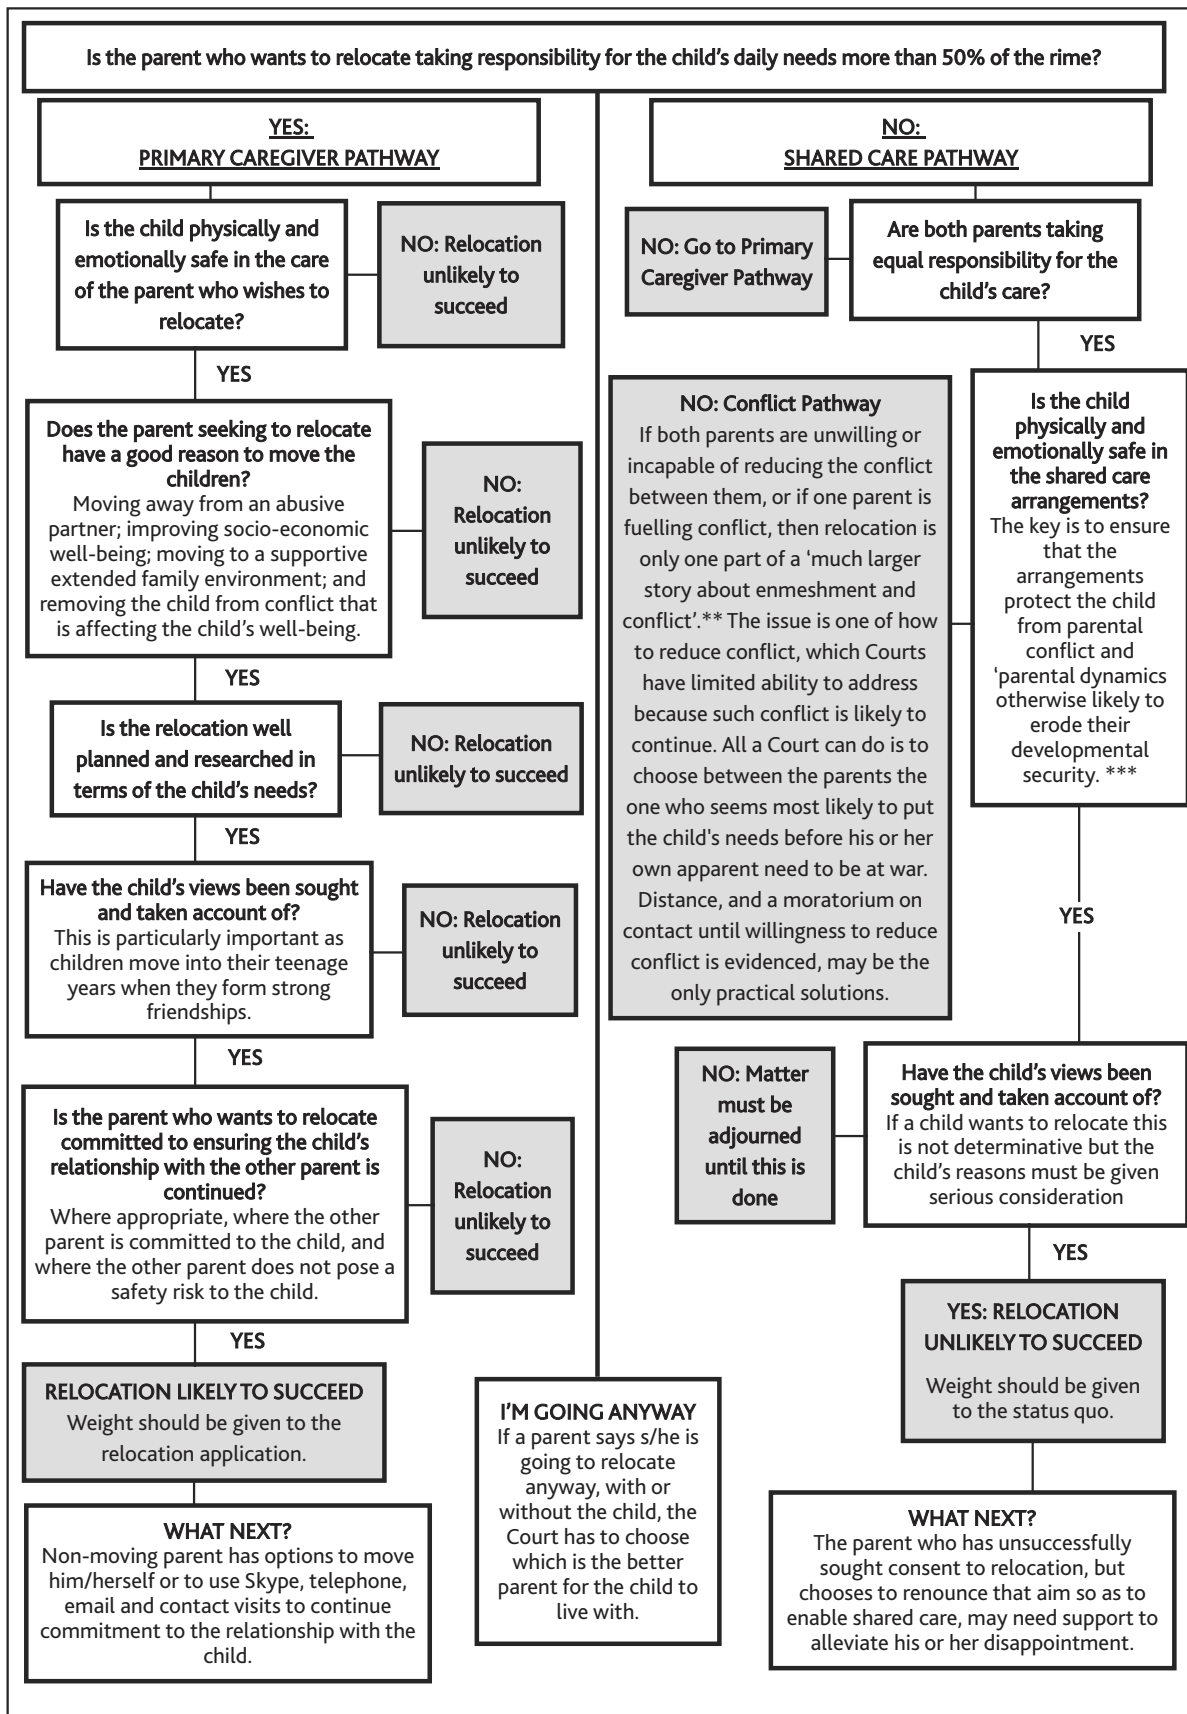 Is the parent who wants to relocate taking responsibility for the child's daily needs more than 50% of the rime?
YES:
PRIMARY CAREGIVER PATHWAY
Is the child physically and
emotionally safe in the care
of the parent who wishes to
relocate?
NO: Relocation
unlikely to
succeed
YES
Does the parent seeking to relocate
have a good reason to move the
children?
Moving away from an abusive
partner; improving socio-economic
well-being; moving to a supportive
extended family environment; and
removing the child from conflict that
is affecting the child's well-being.
NO:
Relocation
unlikely to
succeed
YES
Is the relocation well
planned and researched in
terms of the child's needs?
NO: Relocation
unlikely to succeed
YES
Have the child's views been sought
and taken account of?
This is particularly important as
children move into their teenage
years when they form strong
friendships.
NO: Relocation
unlikely to
succeed
YES
Is the parent who wants to relocate
committed to ensuring the child's
relationship with the other parent is
continued?
Where appropriate, where the other
parent is committed to the child, and
where the other parent does not pose a
safety risk to the child.
NO:
Relocation
unlikely to
succeed
YES
RELOCATION LIKELY TO SUCCEED
Weight should be given to the
relocation application.
WHAT NEXT?
Non-moving parent has options to move
him/herself or to use Skype, telephone,
email and contact visits to continue
commitment to the relationship with the
child.
I'M GOING ANYWAY
If a parent says s/he is
going to relocate
anyway, with or
without the child, the
Court has to choose
which is the better
parent for the child to
live with.
NO:
SHARED CARE PATHWAY
NO: Go to Primary
Caregiver Pathway
Are both parents taking
equal responsibility for the
child's care?
YES
NO: Conflict Pathway
If both parents are unwilling or
incapable of reducing the conflict
between them, or if one parent is
fuelling conflict, then relocation is
only one part of a 'much larger
story about enmeshment and
conflict'.** The issue is one of how
to reduce conflict, which Courts
have limited ability to address
because such conflict is likely to
continue. All a Court can do is to
choose between the parents the
one who seems most likely to put
the child's needs before his or her
own apparent need to be at war.
Distance, and a moratorium on
contact until willingness to reduce
conflict is evidenced, may be the
only practical solutions.
Is the child
physically and
emotionally safe in
the shared care
arrangements?
The key is to ensure
that the
arrangements
protect the child
from parental
conflict and
'parental dynamics
otherwise likely to
erode their
developmental
security. ***
YES
NO: Matter
must be
adjourned
until this is
done
Have the child's views been
sought and taken account of?
If a child wants to relocate this
is not determinative but the
child's reasons must be given
serious consideration
YES
YES: RELOCATION
UNLIKELY TO SUCCEED
Weight should be given
to the status quo.
WHAT NEXT?
The parent who has unsuccessfully
sought consent to relocation, but
chooses to renounce that aim so as to
enable shared care, may need support to
alleviate his or her disappointment.